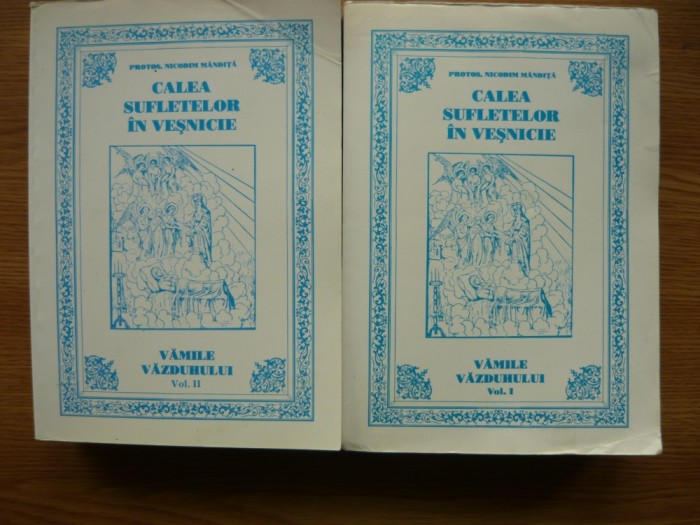 PROTOS. NICODIM MĂNDIȚĂ
CALEA
SUFLETELOR
ÎN VEȘNICIE
VĂMILE
VĂZDUHULUI
Vol. II
PROTOS. NICODIM MĂNDIȚĂ
CALEA
SUFLETELOR
ÎN VEȘNICIE
VĂMILE
VĂZDUHULUI
Vol. I